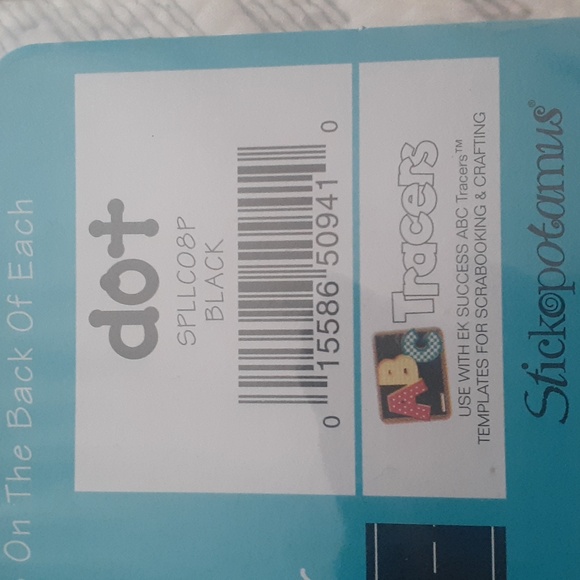 On The Back Of Each
dot
SPLLC08P
BLACK
0 15586 50941 0
ABC Tracers
USE WITH EK SUCCESS ABC Tracers™
TEMPLATES FOR SCRABOOKING & CRAFTING
Stickopotamus®